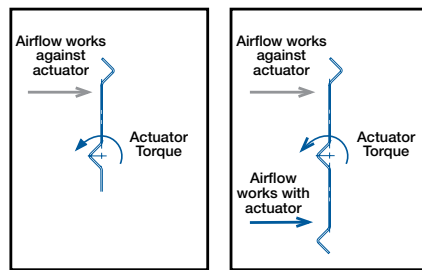 Airflow works
against
actuator
Actuator
Torque
Airflow works
against
actuator
Actuator
Torque
Airflow
works with
actuator